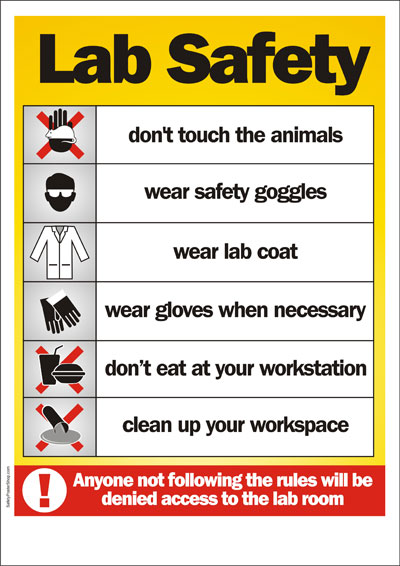 Lab Safety
don't touch the animals
wear safety goggles
wear lab coat
wear gloves when necessary
don't eat at your workstation
clean up your workspace
!
Anyone not following the rules will be
denied access to the lab room
SafetyPosterShop.com